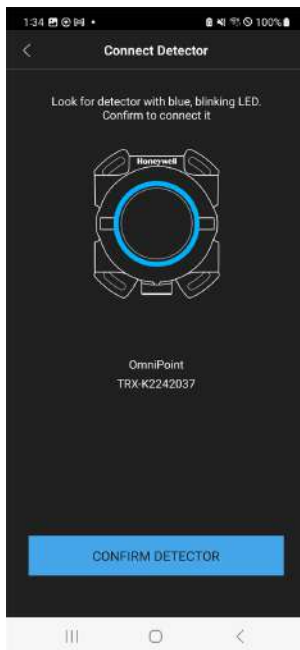 1:34 100%
Connect Detector
Look for detector with blue, blinking LED.
Confirm to connect it
Honeywell
OmniPoint
TRX-K2242037
CONFIRM DETECTOR